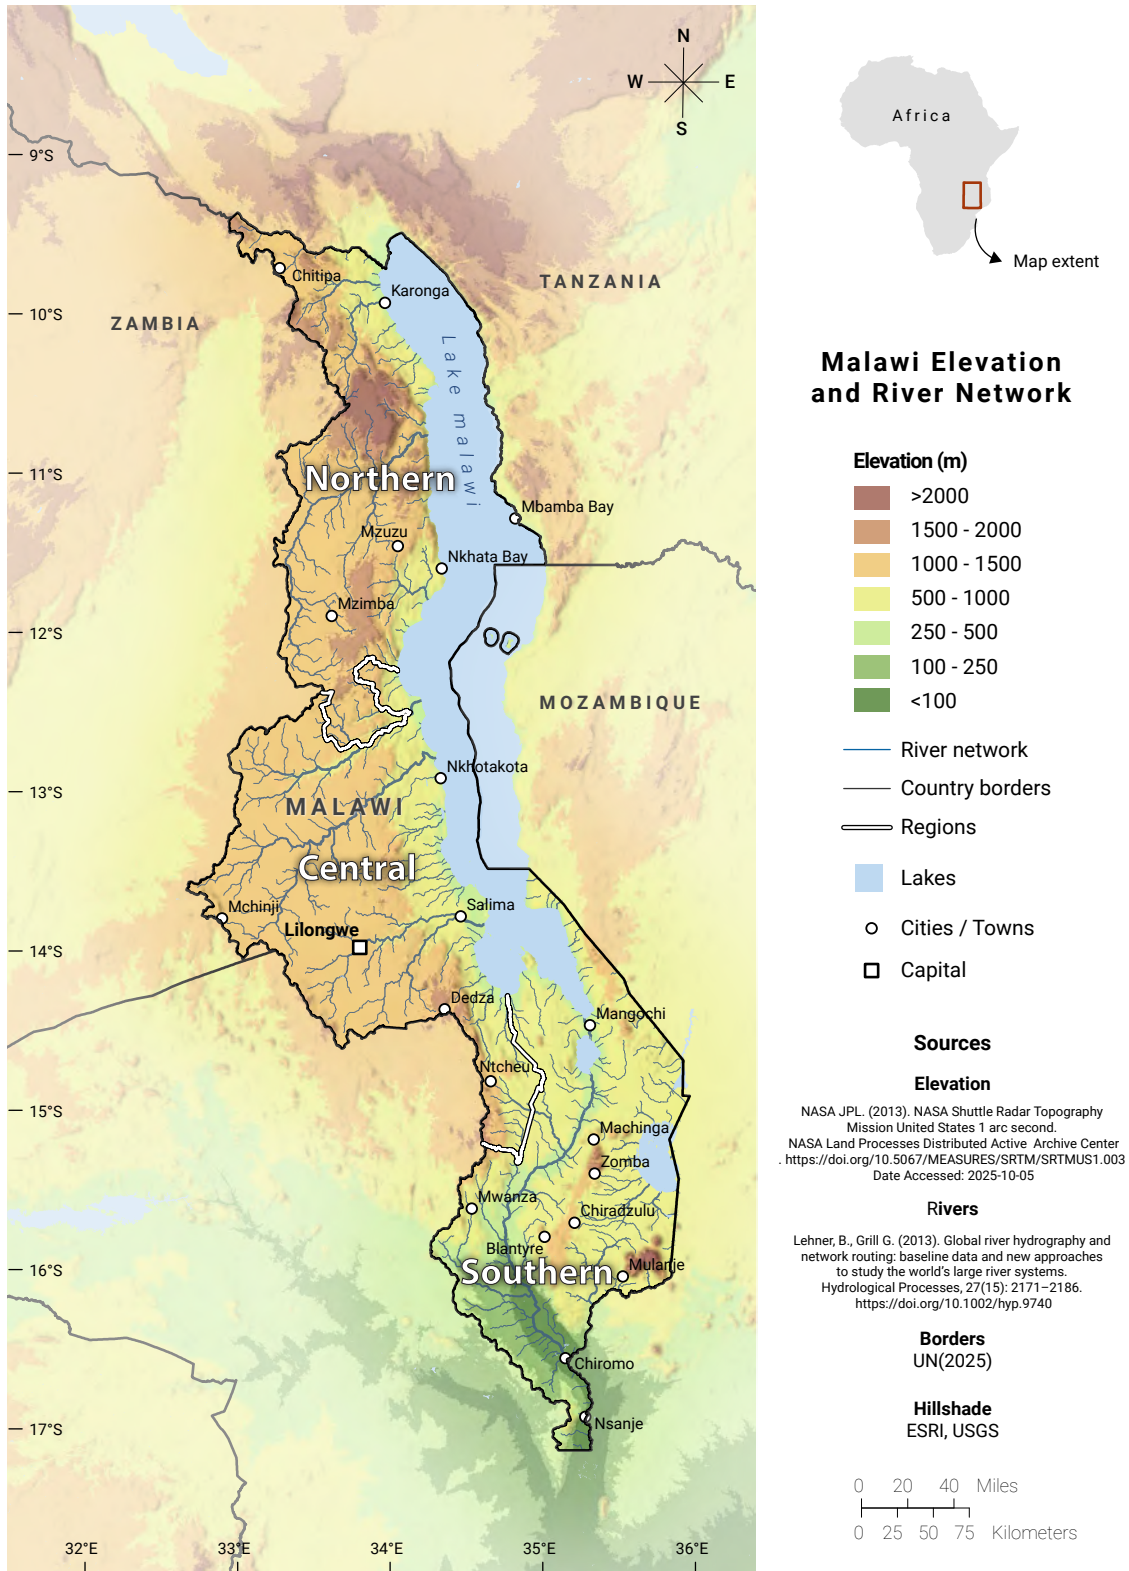 N
W E
S
9°S
10°S
11°S
12°S
13°S
14°S
15°S
16°S
17°S
32°E
33°E
34°E
35°E
36°E
ZAMBIA
TANZANIA
MOZAMBIQUE
MALAWI
Lake malawi
Northern
Central
Southern
Chitipa
Karonga
Mbamba Bay
Mzuzu
Nkhata Bay
Mzimba
Nkhotakota
Mchinji
Lilongwe
Salima
Dedza
Mangochi
Ntcheu
Machinga
Zomba
Mwanza
Chiradzulu
Blantyre
Mulanje
Chiromo
Nsanje
Africa
Map extent
Malawi Elevation
and River Network
Elevation (m)
>2000
1500 - 2000
1000 - 1500
500 - 1000
250 - 500
100 - 250
<100
River network
Country borders
Regions
Lakes
Cities / Towns
Capital
Sources
Elevation
NASA JPL. (2013). NASA Shuttle Radar Topography
Mission United States 1 arc second.
NASA Land Processes Distributed Active Archive Center
. https://doi.org/10.5067/MEASURES/SRTM/SRTMUS1.003
Date Accessed: 2025-10-05
Rivers
Lehner, B., Grill G. (2013). Global river hydrography and
network routing: baseline data and new approaches
to study the world's large river systems.
Hydrological Processes, 27(15): 2171–2186.
https://doi.org/10.1002/hyp.9740
Borders
UN(2025)
Hillshade
ESRI, USGS
0 20 40 Miles
0 25 50 75 Kilometers